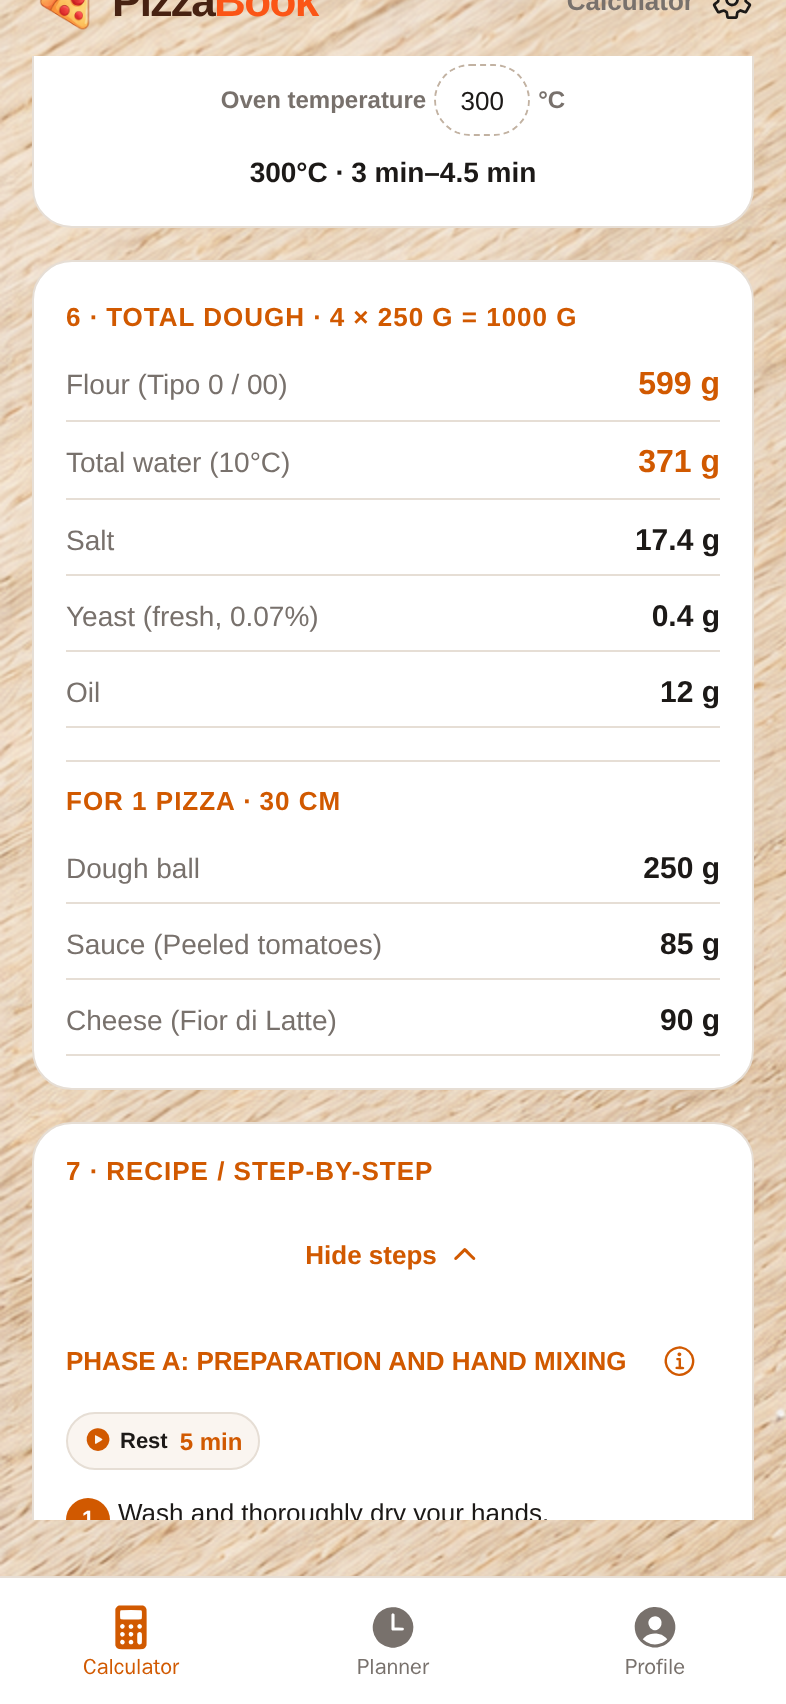 PizzaBook Calculator
Oven temperature 300 °C
300°C · 3 min–4.5 min
6 · TOTAL DOUGH · 4 × 250 G = 1000 G
Flour (Tipo 0 / 00) 599 g
Total water (10°C) 371 g
Salt 17.4 g
Yeast (fresh, 0.07%) 0.4 g
Oil 12 g
FOR 1 PIZZA · 30 CM
Dough ball 250 g
Sauce (Peeled tomatoes) 85 g
Cheese (Fior di Latte) 90 g
7 · RECIPE / STEP-BY-STEP
Hide steps
PHASE A: PREPARATION AND HAND MIXING
Rest 5 min
1 Wash and thoroughly dry your hands.
Calculator Planner Profile